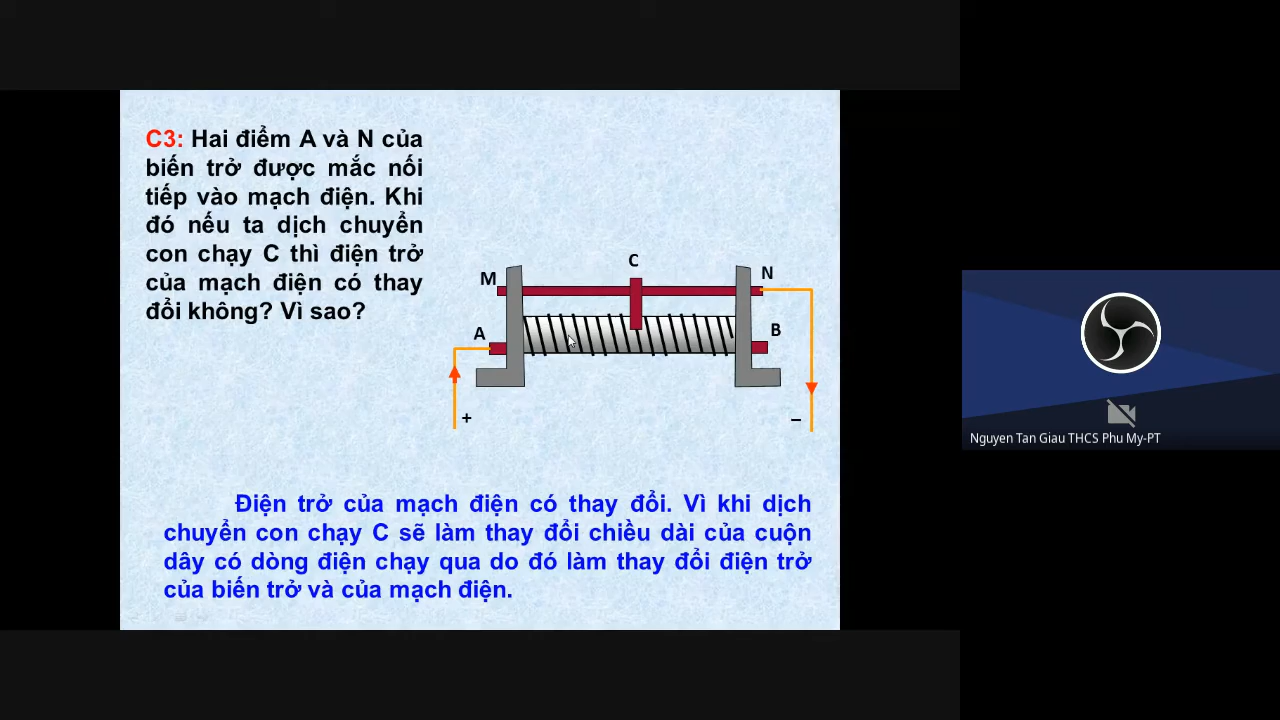 C3: Hai điểm A và N của
biến trở được mắc nối
tiếp vào mạch điện. Khi
đó nếu ta dịch chuyển
con chạy C thì điện trở
của mạch điện có thay
đổi không? Vì sao?
C
M
N
A
B
+
–
Điện trở của mạch điện có thay đổi. Vì khi dịch
chuyển con chạy C sẽ làm thay đổi chiều dài của cuộn
dây có dòng điện chạy qua do đó làm thay đổi điện trở
của biến trở và của mạch điện.
Nguyen Tan Giau THCS Phu My-PT